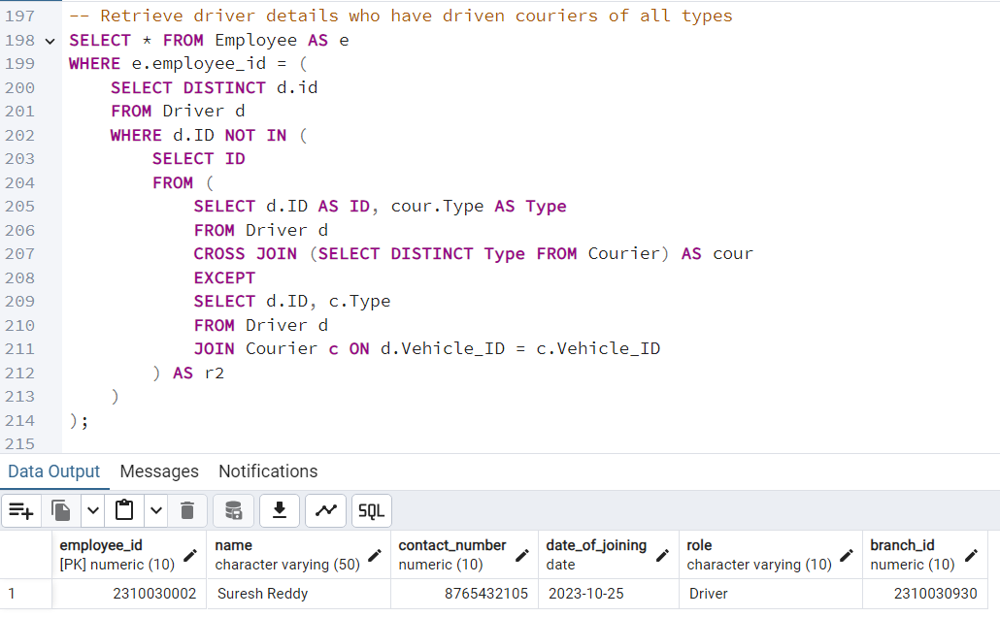 197 -- Retrieve driver details who have driven couriers of all types
198 SELECT * FROM Employee AS e
199 WHERE e.employee_id = (
200 SELECT DISTINCT d.id
201 FROM Driver d
202 WHERE d.ID NOT IN (
203 SELECT ID
204 FROM (
205 SELECT d.ID AS ID, cour.Type AS Type
206 FROM Driver d
207 CROSS JOIN (SELECT DISTINCT Type FROM Courier) AS cour
208 EXCEPT
209 SELECT d.ID, c.Type
210 FROM Driver d
211 JOIN Courier c ON d.Vehicle_ID = c.Vehicle_ID
212 ) AS r2
213 )
214 );
215
Data Output Messages Notifications
SQL
employee_id name contact_number date_of_joining role branch_id
[PK] numeric (10) character varying (50) numeric (10) date character varying (10) numeric (10)
1 2310030002 Suresh Reddy 8765432105 2023-10-25 Driver 2310030930